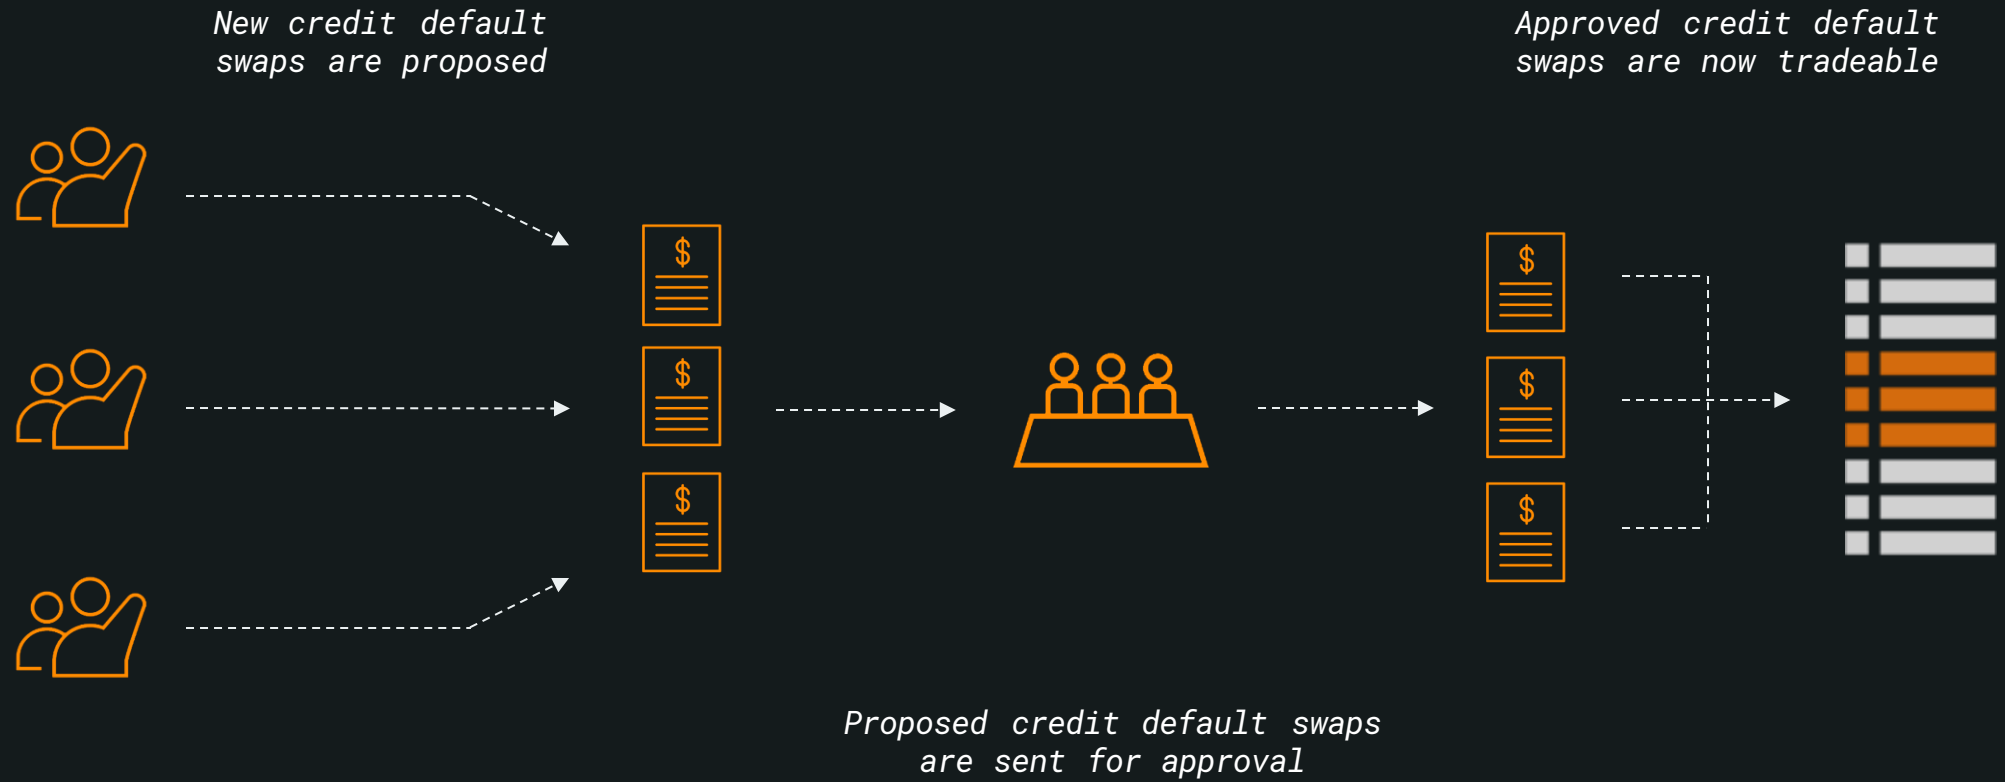 New credit default
swaps are proposed
Approved credit default
swaps are now tradeable
$
$
$
$
$
$
Proposed credit default swaps
are sent for approval